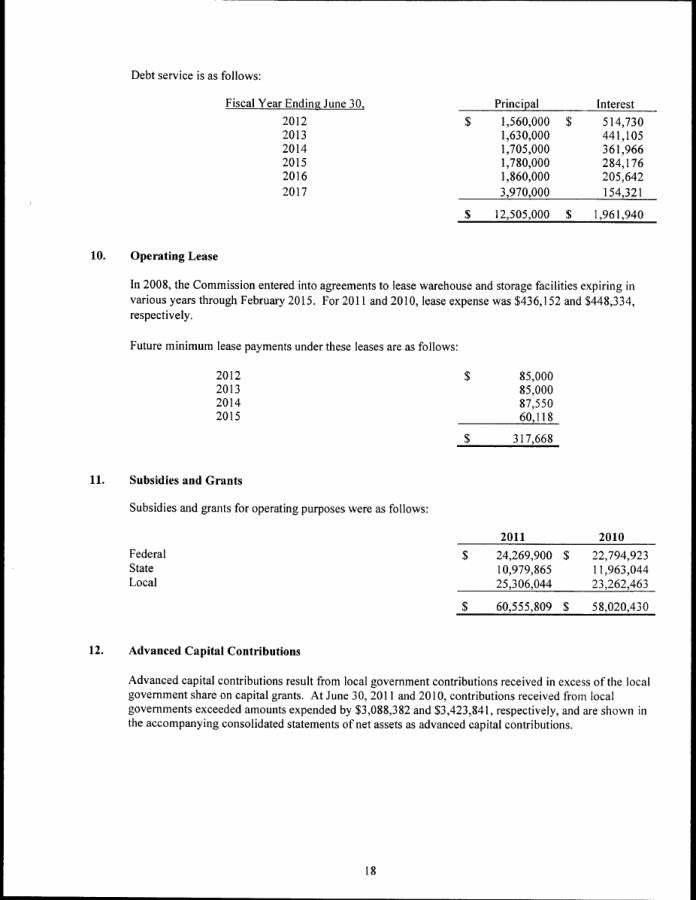 Debt service is as follows:
Fiscal Year Ending June 30, Principal Interest
2012 $ 1,560,000 $ 514,730
2013 1,630,000 441,105
2014 1,705,000 361,966
2015 1,780,000 284,176
2016 1,860,000 205,642
2017 3,970,000 154,321
$ 12,505,000 $ 1,961,940
10. Operating Lease
In 2008, the Commission entered into agreements to lease warehouse and storage facilities expiring in
various years through February 2015. For 2011 and 2010, lease expense was $436,152 and $448,334,
respectively.
Future minimum lease payments under these leases are as follows:
2012 $ 85,000
2013 85,000
2014 87,550
2015 60,118
$ 317,668
11. Subsidies and Grants
Subsidies and grants for operating purposes were as follows:
2011 2010
Federal $ 24,269,900 $ 22,794,923
State 10,979,865 11,963,044
Local 25,306,044 23,262,463
$ 60,555,809 $ 58,020,430
12. Advanced Capital Contributions
Advanced capital contributions result from local government contributions received in excess of the local
government share on capital grants. At June 30, 2011 and 2010, contributions received from local
governments exceeded amounts expended by $3,088,382 and $3,423,841, respectively, and are shown in
the accompanying consolidated statements of net assets as advanced capital contributions.
18